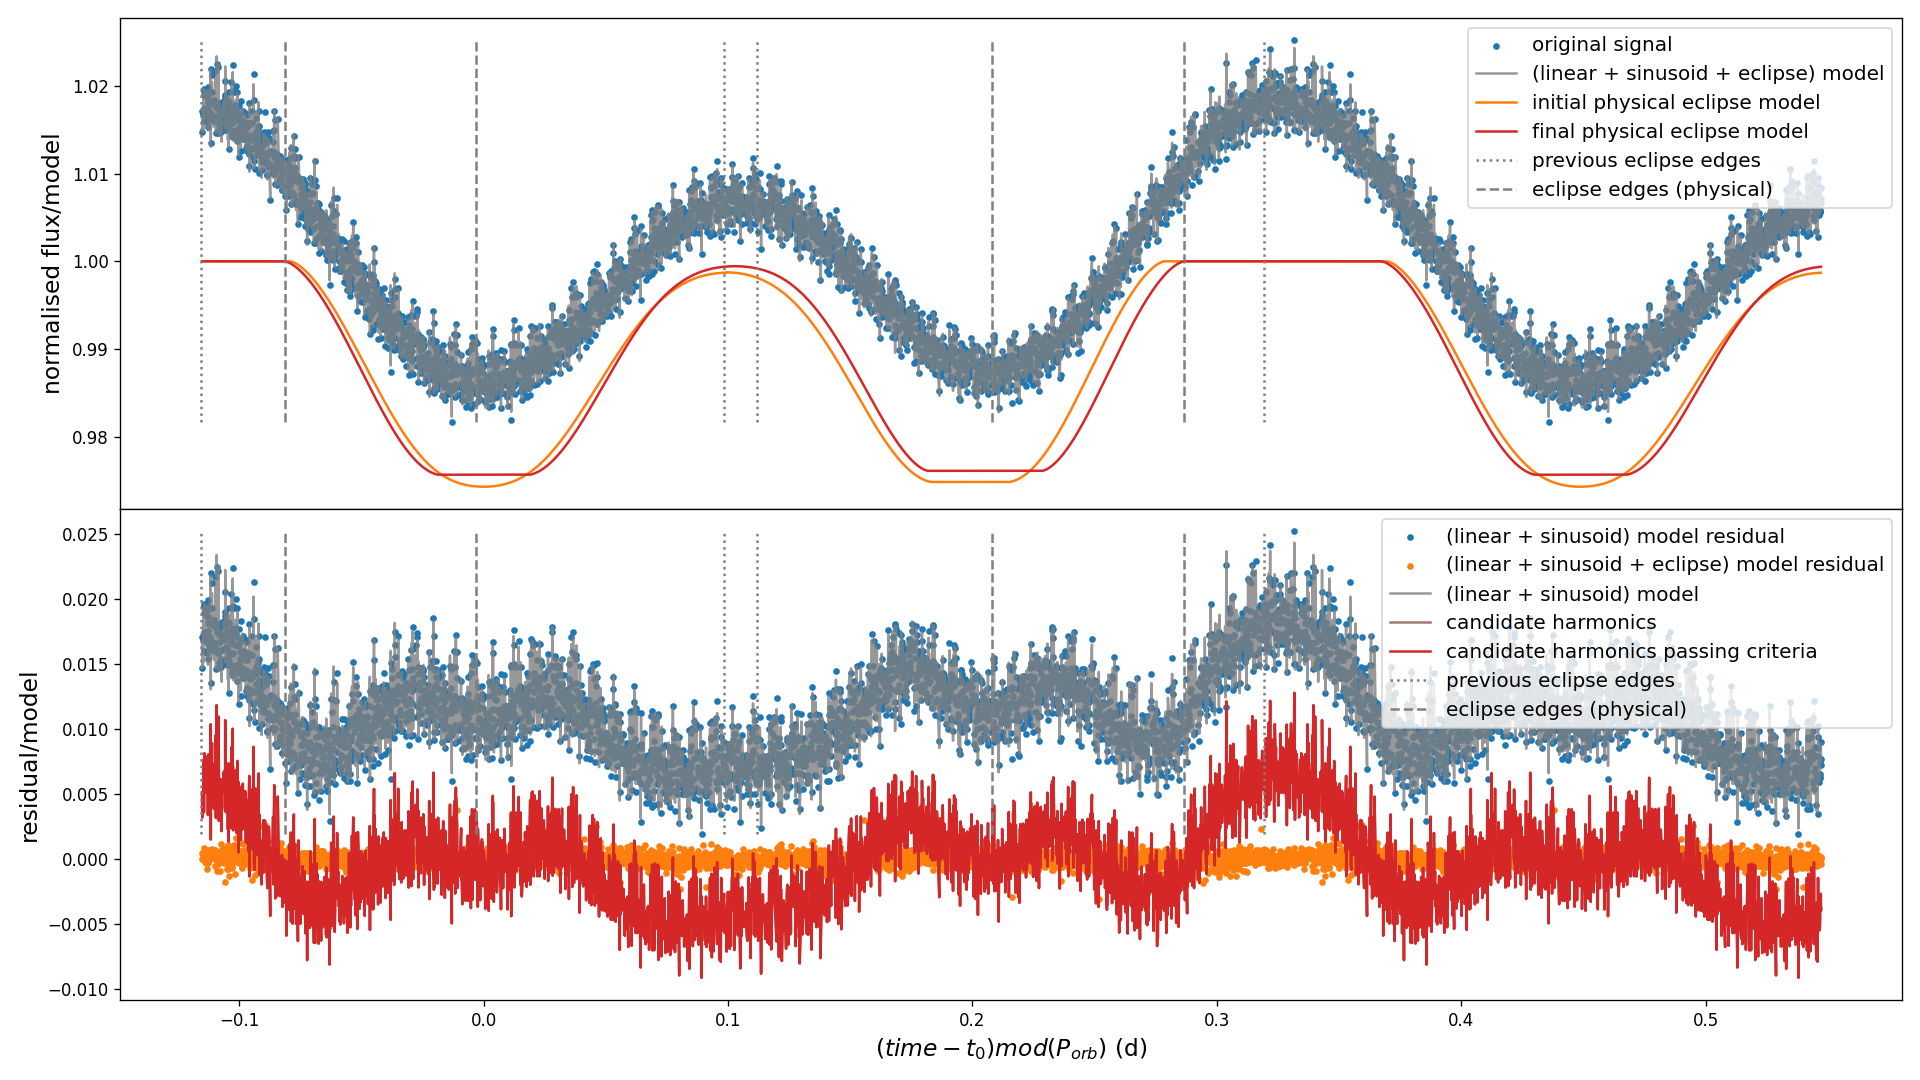 1.02
1.01
1.00
0.99
0.98
normalised flux/model
original signal
(linear + sinusoid + eclipse) model
initial physical eclipse model
final physical eclipse model
previous eclipse edges
eclipse edges (physical)
0.025
0.020
0.015
0.010
0.005
0.000
−0.005
−0.010
residual/model
(linear + sinusoid) model residual
(linear + sinusoid + eclipse) model residual
(linear + sinusoid) model
candidate harmonics
candidate harmonics passing criteria
previous eclipse edges
eclipse edges (physical)
−0.1 0.0 0.1 0.2 0.3 0.4 0.5
(time − t₀)mod(P_orb) (d)